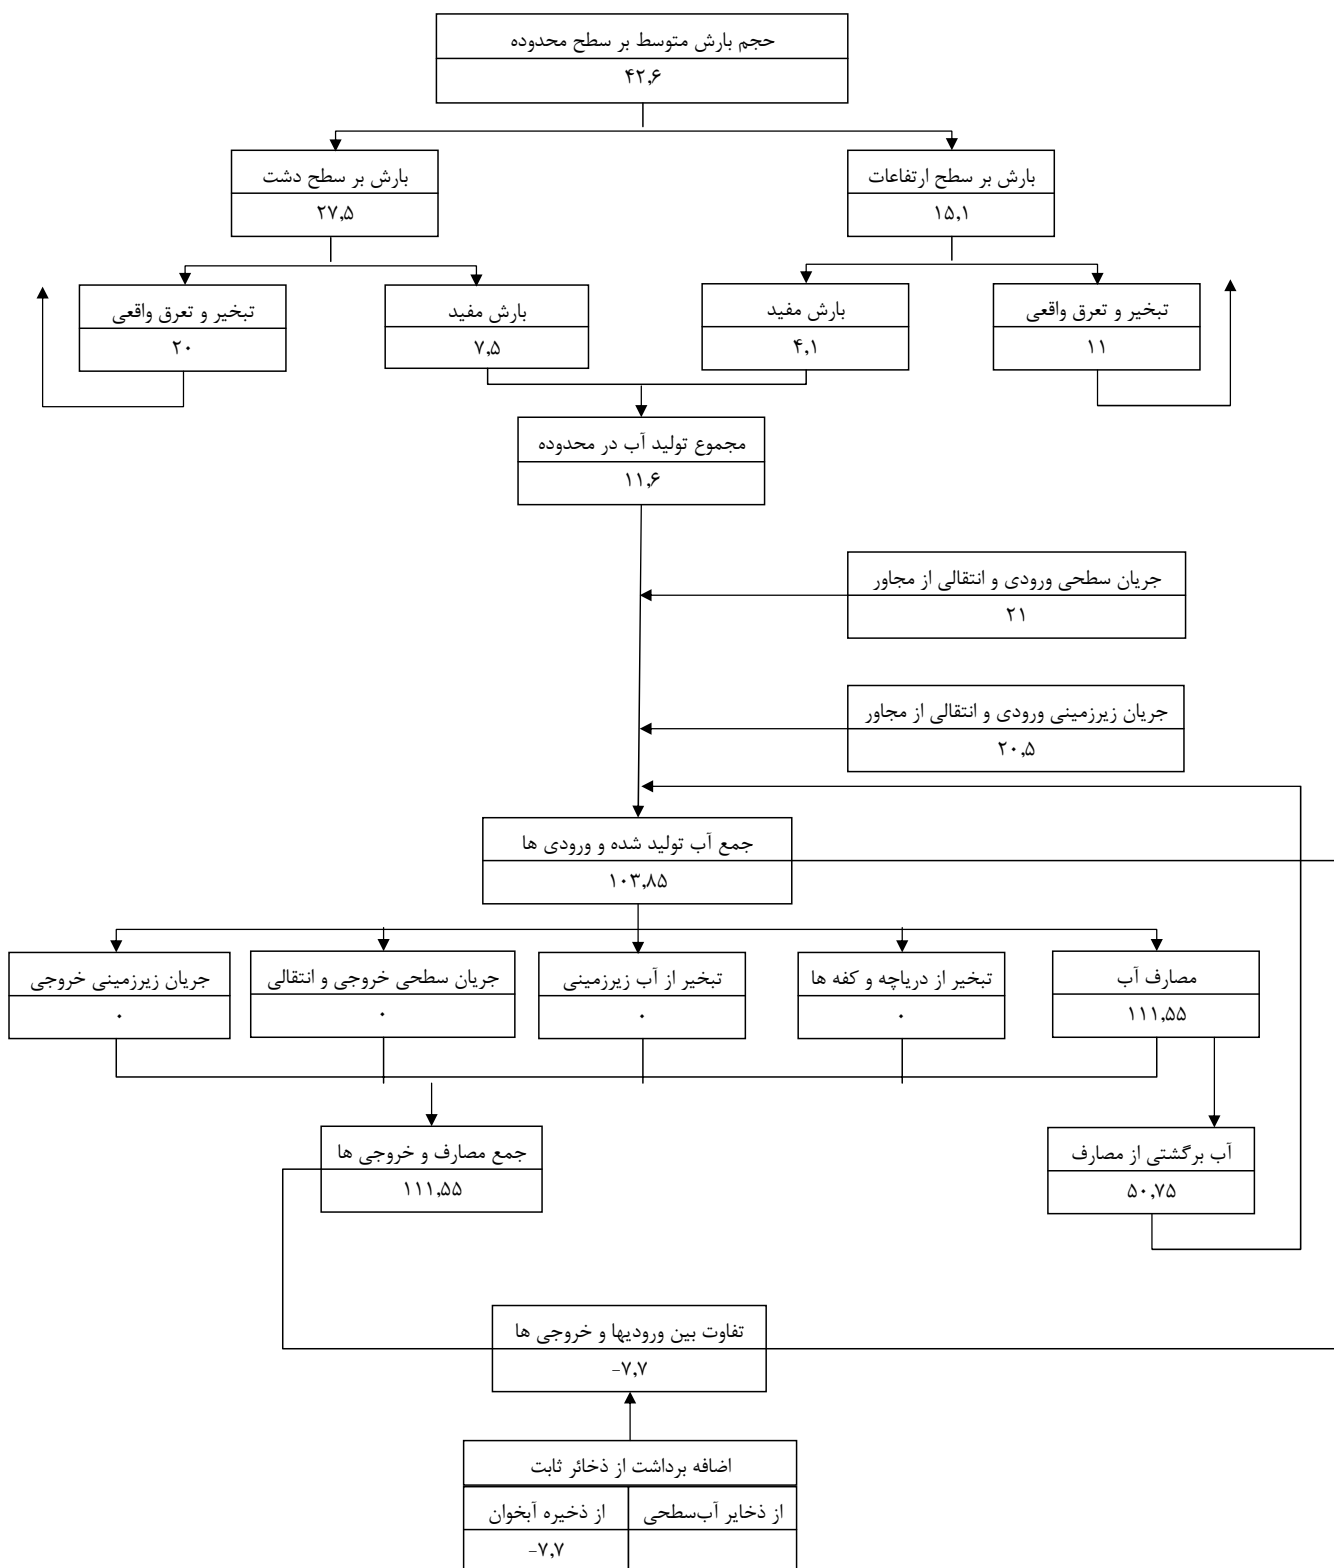 حجم بارش متوسط بر سطح محدوده
۴۲,۶
بارش بر سطح ارتفاعات
۱۵,۱
بارش بر سطح دشت
۲۷,۵
تبخیر و تعرق واقعی
۱۱
بارش مفید
۴,۱
بارش مفید
۷,۵
تبخیر و تعرق واقعی
۲۰
مجموع تولید آب در محدوده
۱۱,۶
جریان سطحی ورودی و انتقالی از مجاور
۲۱
جریان زیرزمینی ورودی و انتقالی از مجاور
۲۰,۵
جمع آب تولید شده و ورودی ها
۱۰۳,۸۵
مصارف آب
۱۱۱,۵۵
تبخیر از دریاچه و کفه ها
۰
تبخیر از آب زیرزمینی
۰
جریان سطحی خروجی و انتقالی
۰
جریان زیرزمینی خروجی
۰
آب برگشتی از مصارف
۵۰,۷۵
جمع مصارف و خروجی ها
۱۱۱,۵۵
تفاوت بین ورودیها و خروجی ها
-۷,۷
اضافه برداشت از ذخائر ثابت
از ذخایر آب‌سطحی
از ذخیره آبخوان
-۷,۷